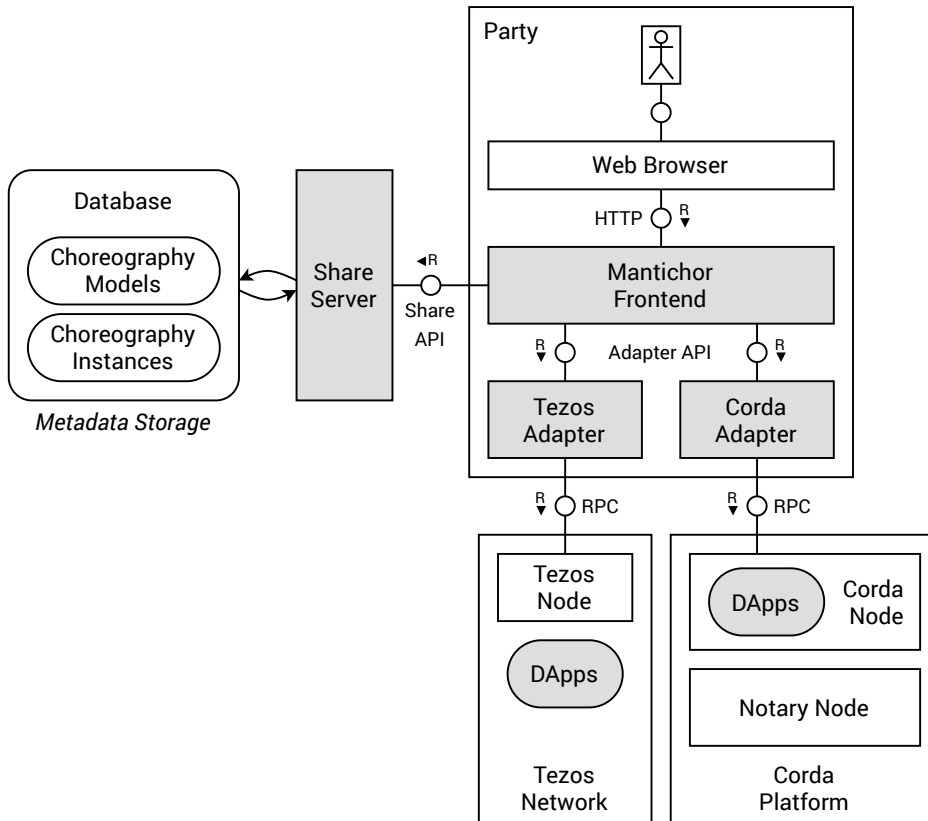 Party
Web Browser
HTTP
R
Database
Choreography
Models
Choreography
Instances
Metadata Storage
Share
Server
R
Share
API
Mantichor
Frontend
R
Adapter API
R
Tezos
Adapter
Corda
Adapter
R
RPC
R
RPC
Tezos
Node
DApps
Tezos
Network
DApps
Corda
Node
Notary Node
Corda
Platform